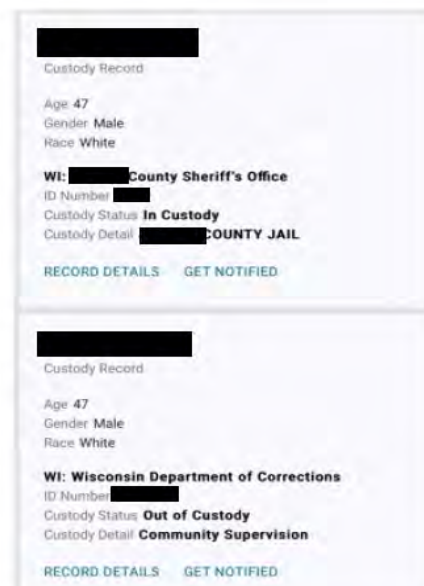 Custody Record
Age 47
Gender Male
Race White
WI: County Sheriff's Office
ID Number
Custody Status In Custody
Custody Detail COUNTY JAIL
RECORD DETAILS GET NOTIFIED
Custody Record
Age 47
Gender Male
Race White
WI: Wisconsin Department of Corrections
ID Number
Custody Status Out of Custody
Custody Detail Community Supervision
RECORD DETAILS GET NOTIFIED